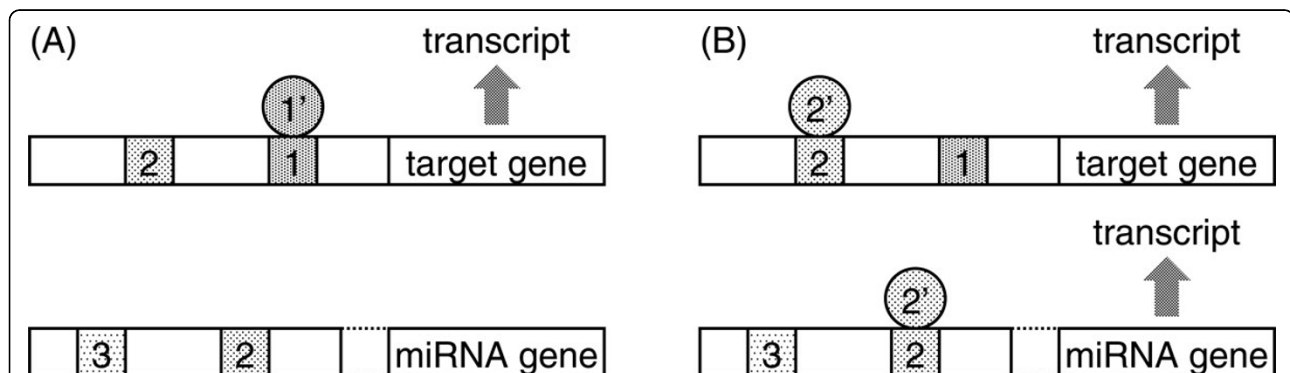 (A)
transcript
1'
2
1
target gene
3
2
miRNA gene
(B)
transcript
2'
2
1
target gene
transcript
2'
3
2
miRNA gene